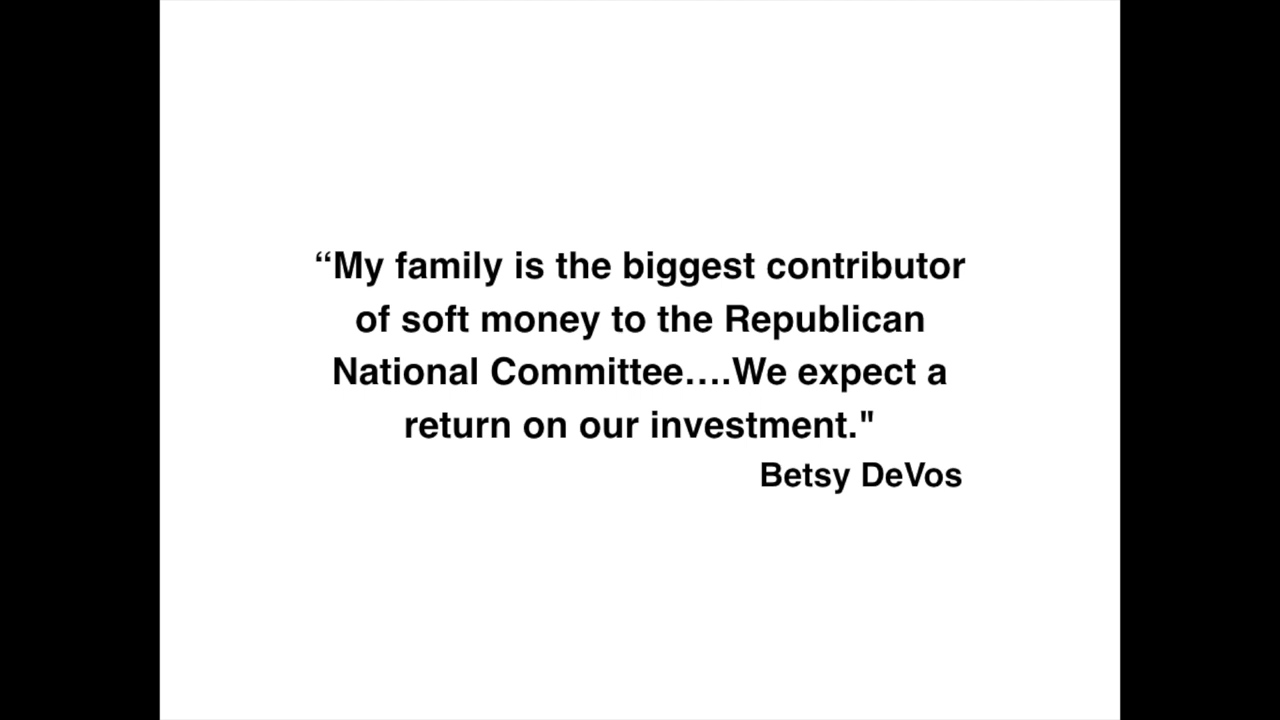 “My family is the biggest contributor
of soft money to the Republican
National Committee….We expect a
return on our investment."
Betsy DeVos